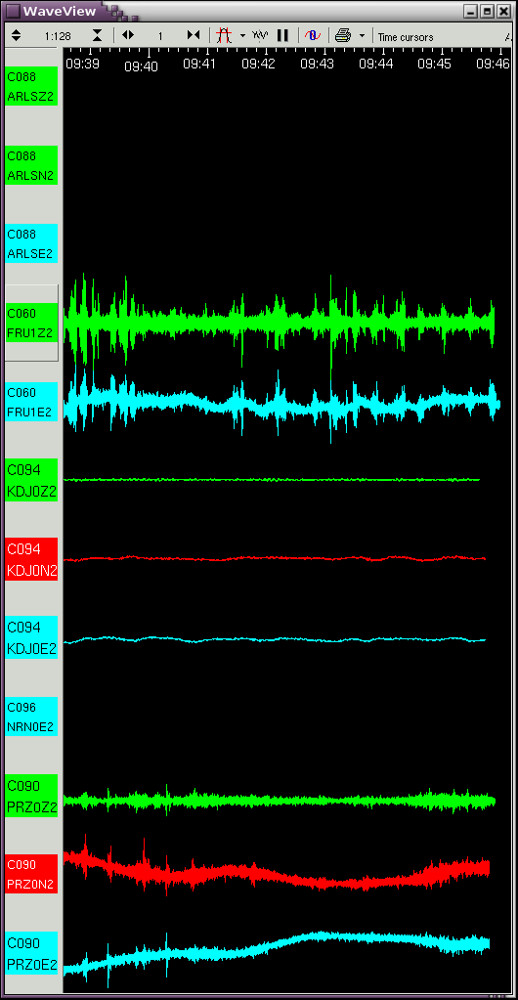 WaveView
1:128 1 Time cursors
09:39 09:40 09:41 09:42 09:43 09:44 09:45 09:46
C088
ARLSZ2
C088
ARLSN2
C088
ARLSE2
C060
FRU1Z2
C060
FRU1E2
C094
KDJ0Z2
C094
KDJ0N2
C094
KDJ0E2
C096
NRN0E2
C090
PRZ0Z2
C090
PRZ0N2
C090
PRZ0E2